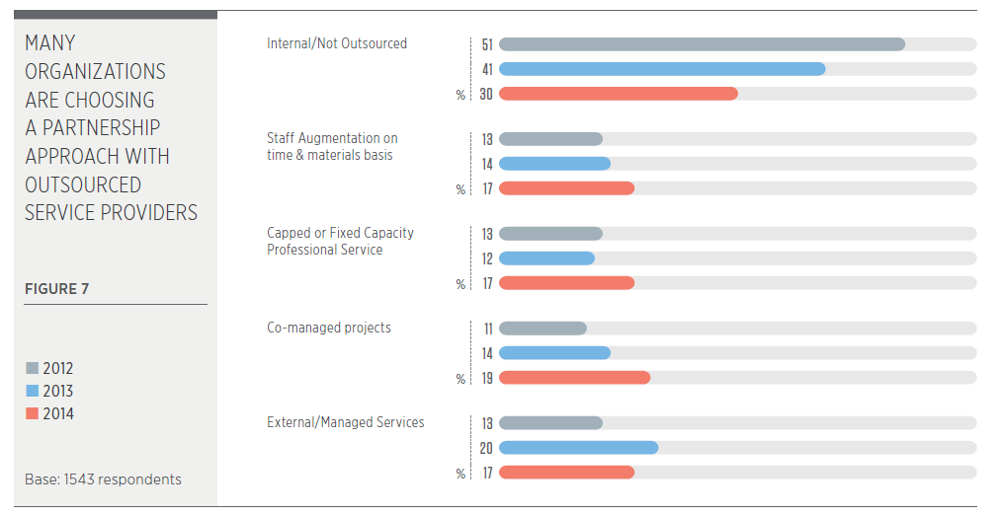 MANY
ORGANIZATIONS
ARE CHOOSING
A PARTNERSHIP
APPROACH WITH
OUTSOURCED
SERVICE PROVIDERS
FIGURE 7
2012
2013
2014
Base: 1543 respondents
Internal/Not Outsourced
51
41
% 30
Staff Augmentation on
time & materials basis
13
14
% 17
Capped or Fixed Capacity
Professional Service
13
12
% 17
Co-managed projects
11
14
% 19
External/Managed Services
13
20
% 17